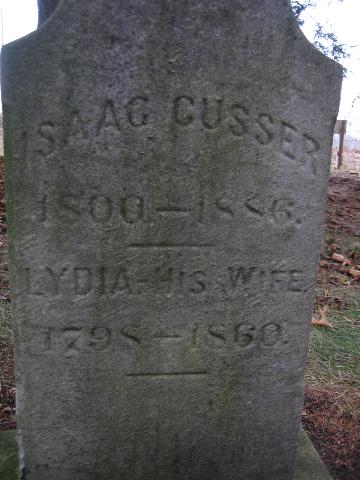 ISAAC CUSSER
1800.—1886.
LYDIA-HIS WIFE.
1798—1860.